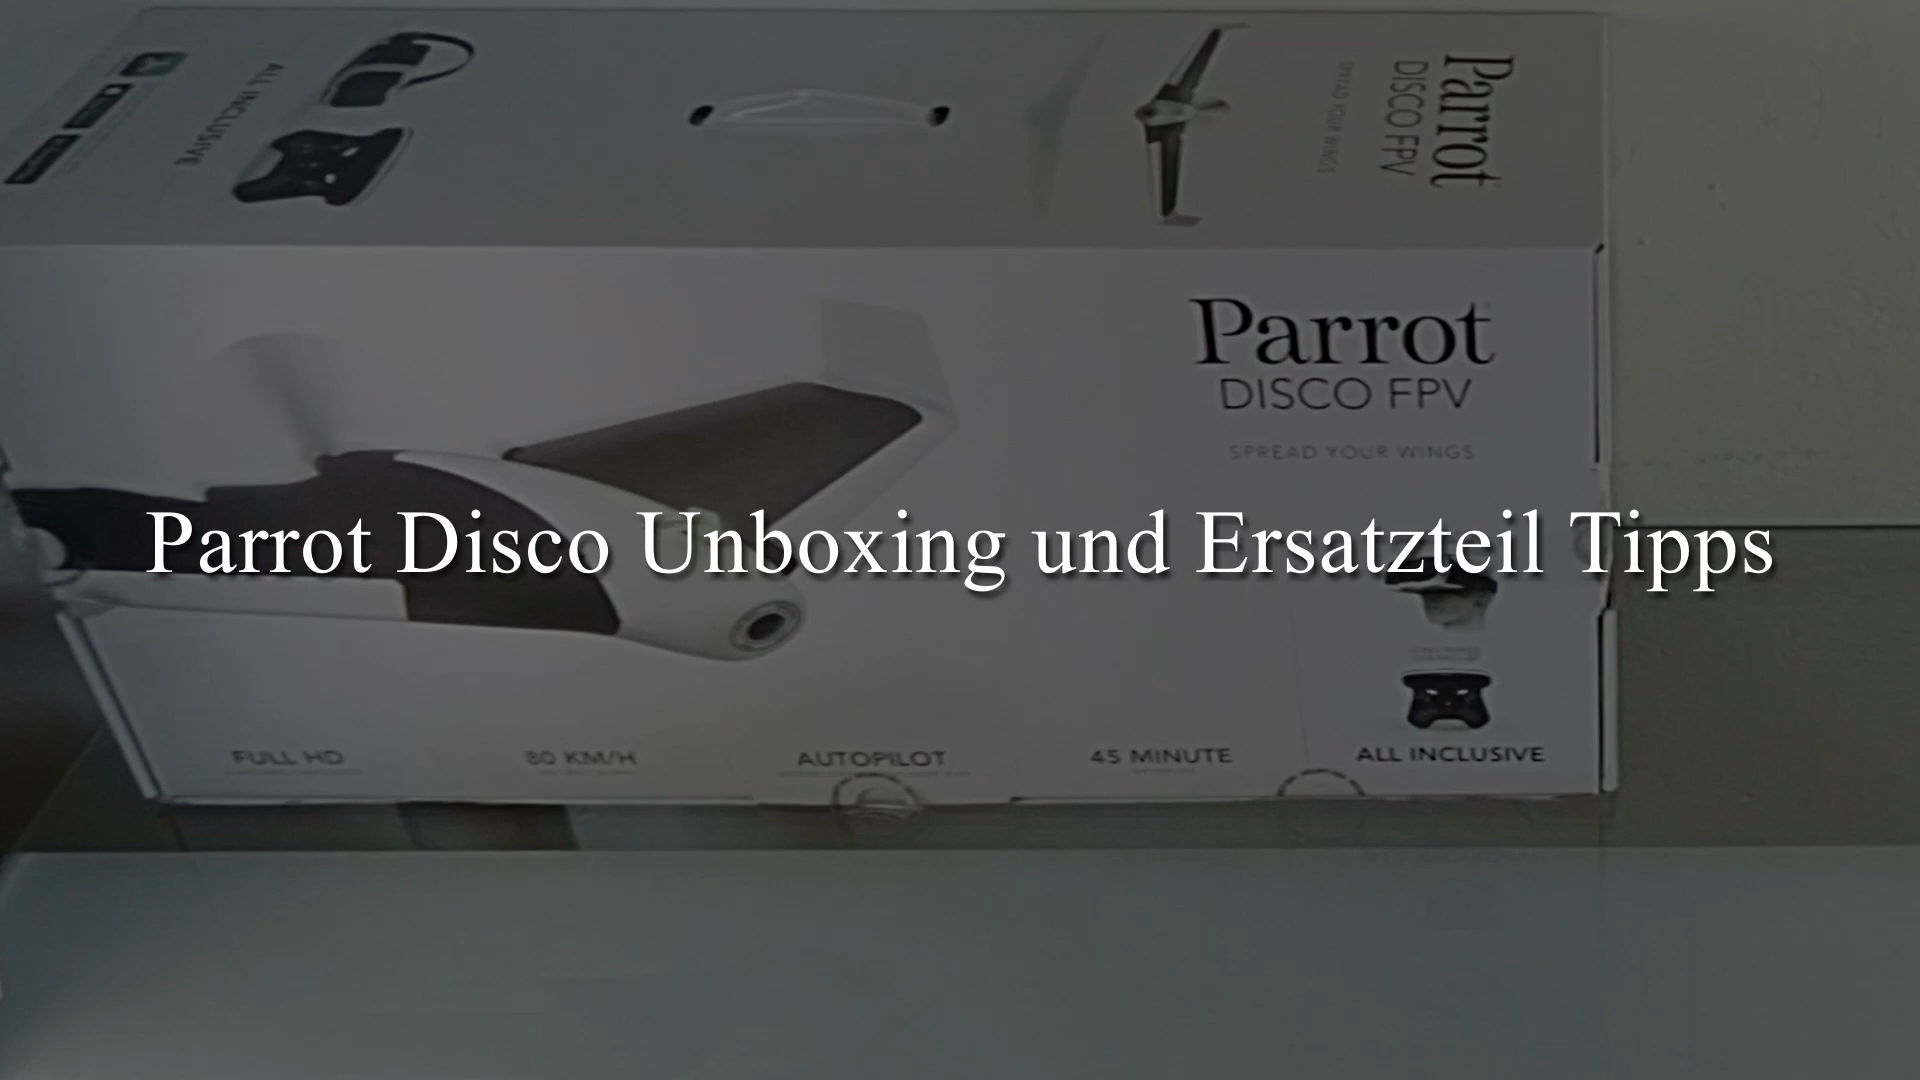 ALL INCLUSIVE
Parrot
DISCO FPV
SPREAD YOUR WINGS
Parrot
DISCO FPV
SPREAD YOUR WINGS
Parrot Disco Unboxing und Ersatzteil Tipps
FULL HD
80 KM/H
AUTOPILOT
45 MINUTE
ALL INCLUSIVE